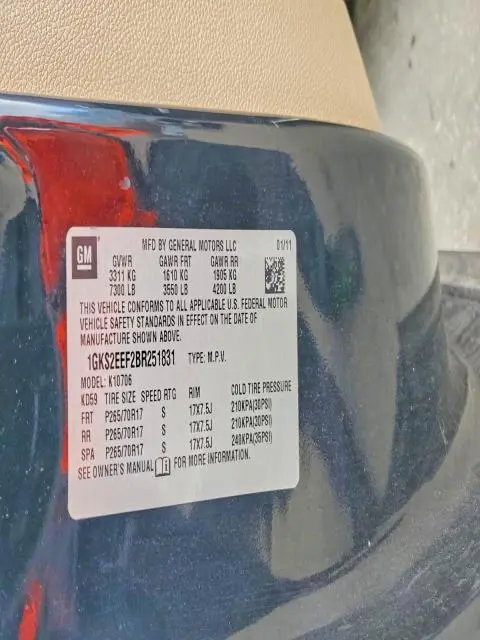 GM
MFD BY GENERAL MOTORS LLC 01/11
GVWR GAWR FRT GAWR RR
3311 KG 1610 KG 1905 KG
7300 LB 3550 LB 4200 LB
THIS VEHICLE CONFORMS TO ALL APPLICABLE U.S. FEDERAL MOTOR
VEHICLE SAFETY STANDARDS IN EFFECT ON THE DATE OF
MANUFACTURE SHOWN ABOVE.
1GKS2EEF2BR251831 TYPE: M.P.V.
MODEL: K10706
KD59 TIRE SIZE SPEED RTG RIM COLD TIRE PRESSURE
FRT P265/70R17 S 17X7.5J 210KPA(30PSI)
RR P265/70R17 S 17X7.5J 210KPA(30PSI)
SPA P265/70R17 S 17X7.5J 240KPA(35PSI)
SEE OWNER'S MANUAL FOR MORE INFORMATION.